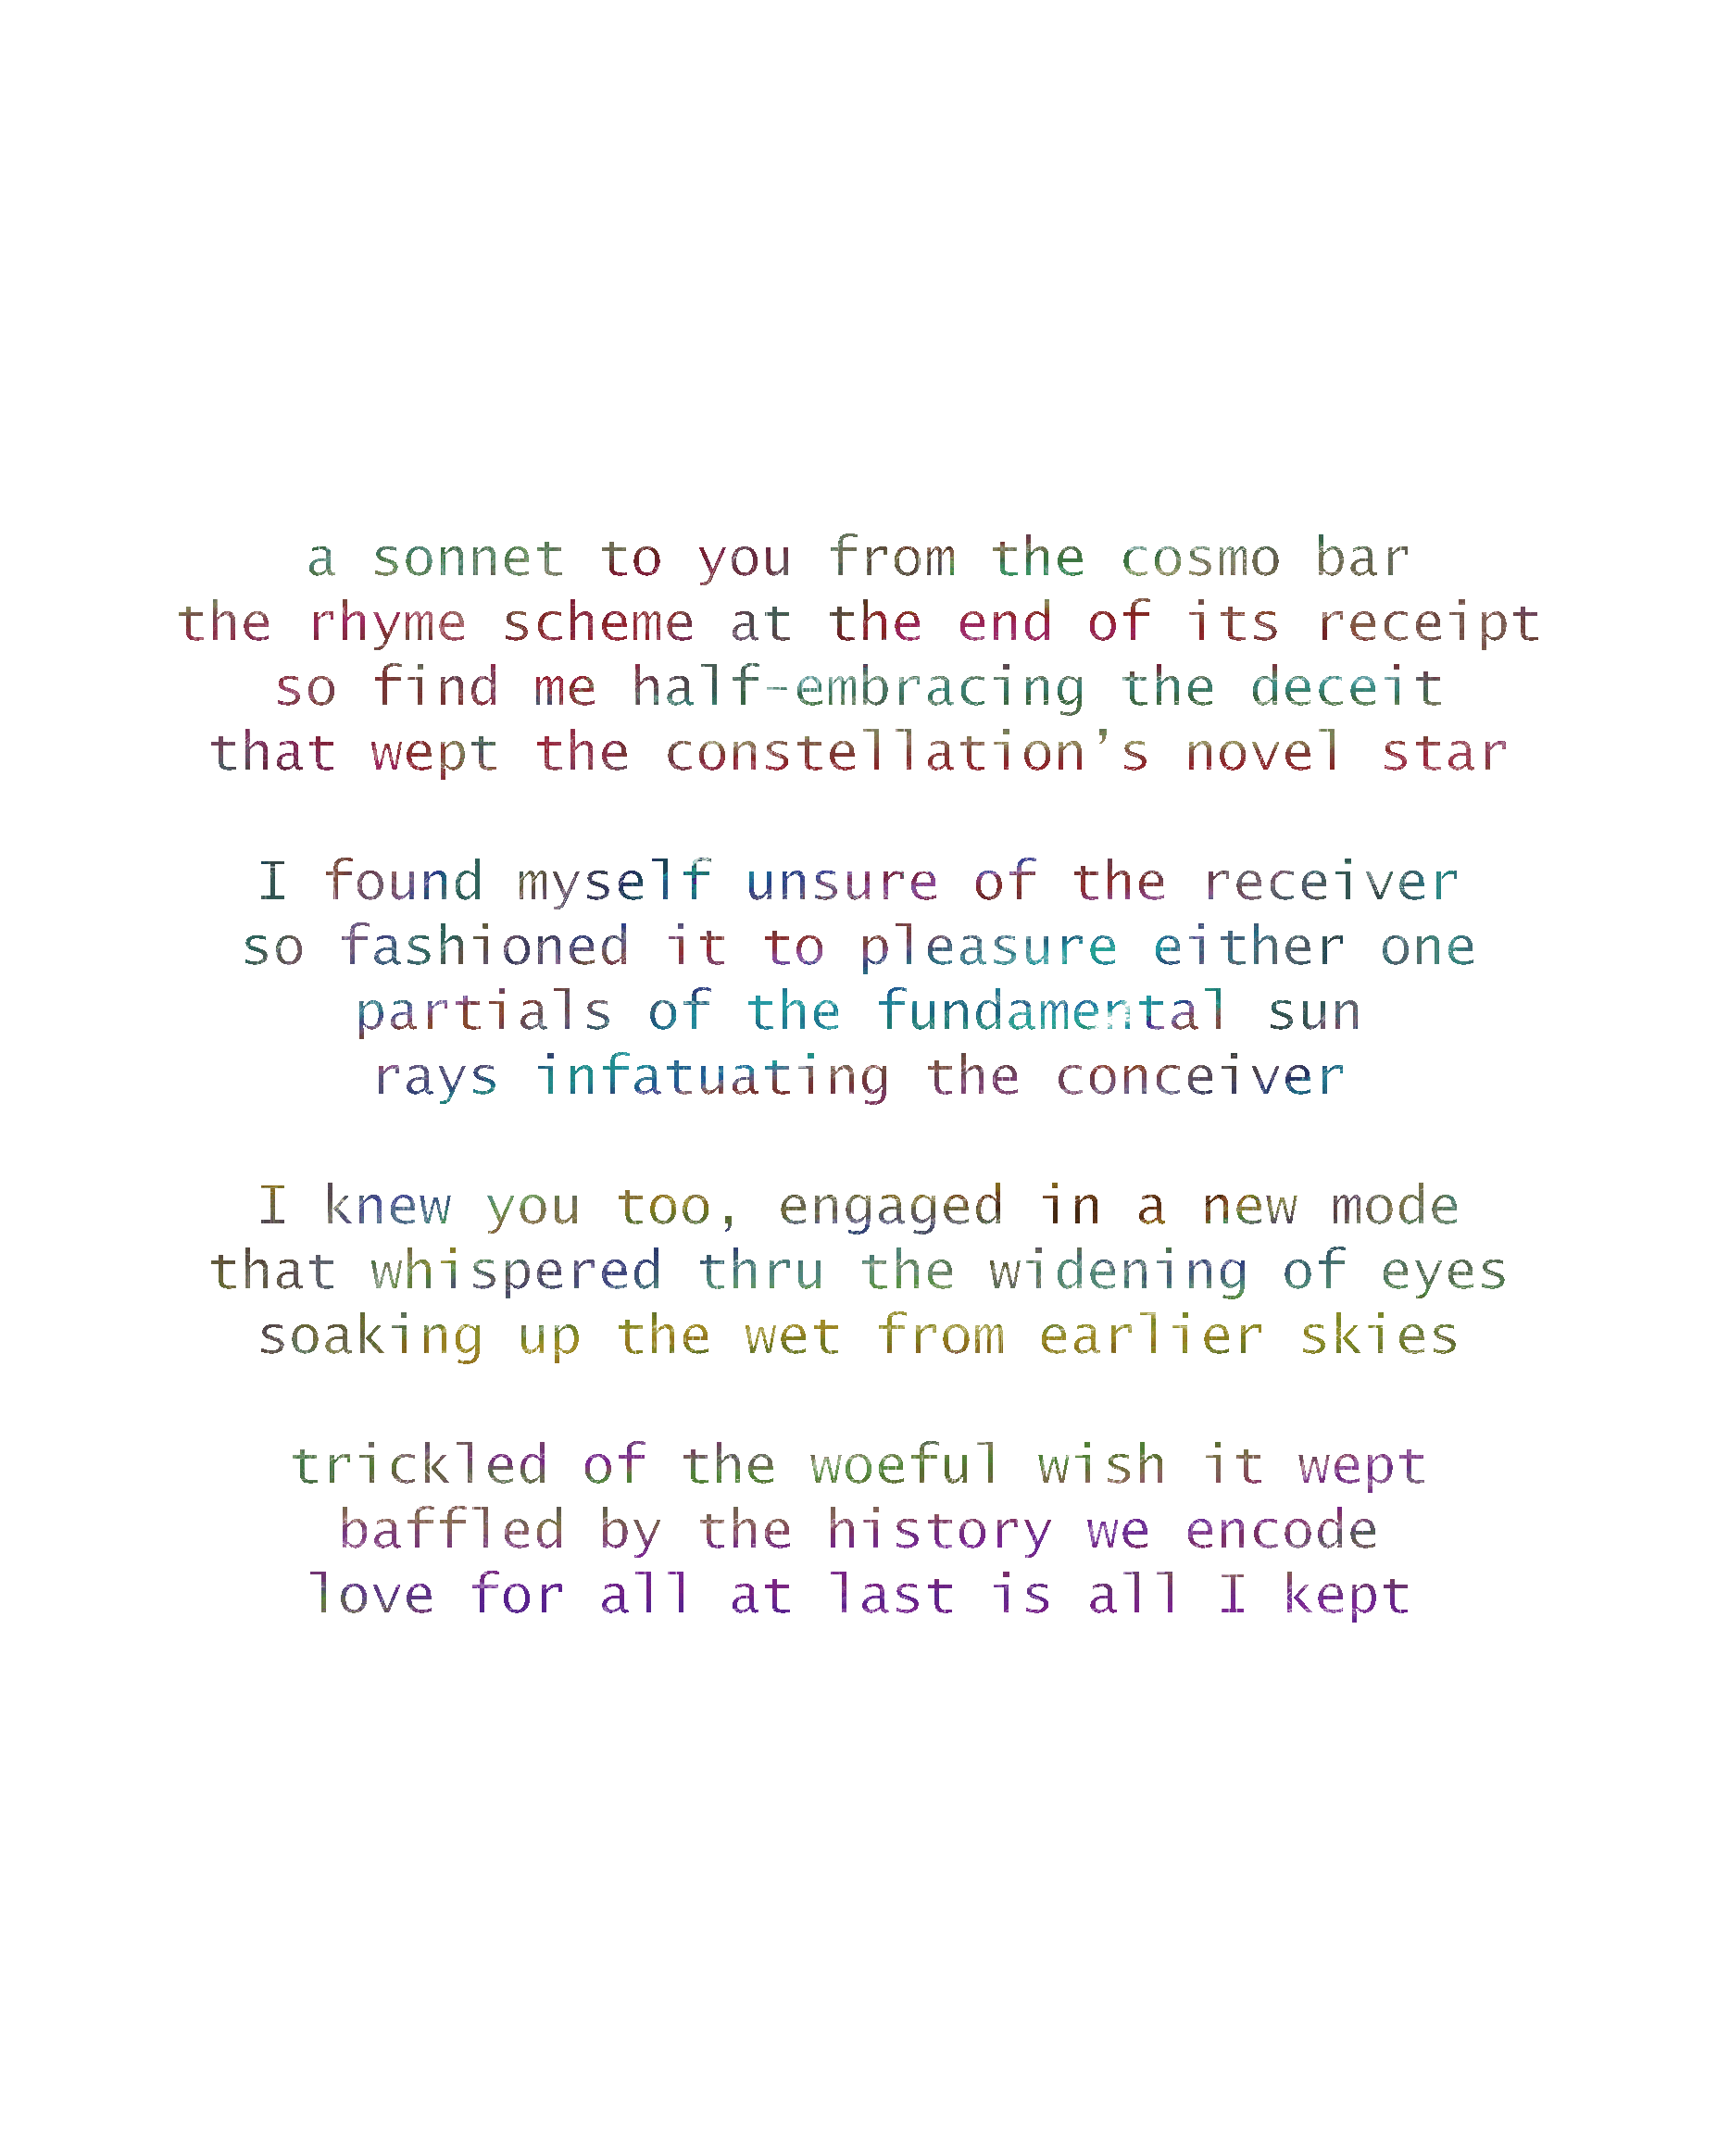 a sonnet to you from the cosmo bar
the rhyme scheme at the end of its receipt
so find me half-embracing the deceit
that wept the constellation’s novel star
I found myself unsure of the receiver
so fashioned it to pleasure either one
partials of the fundamental sun
rays infatuating the conceiver
I knew you too, engaged in a new mode
that whispered thru the widening of eyes
soaking up the wet from earlier skies
trickled of the woeful wish it wept
baffled by the history we encode
love for all at last is all I kept